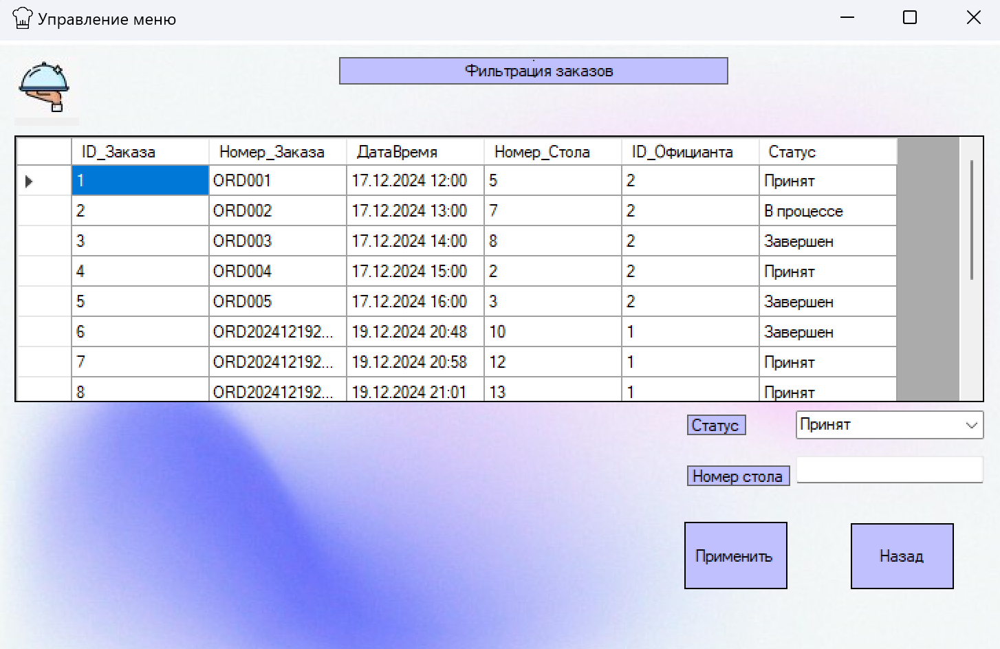 Управление меню
Фильтрация заказов
ID_Заказа Номер_Заказа ДатаВремя Номер_Стола ID_Официанта Статус
1 ORD001 17.12.2024 12:00 5 2 Принят
2 ORD002 17.12.2024 13:00 7 2 В процессе
3 ORD003 17.12.2024 14:00 8 2 Завершен
4 ORD004 17.12.2024 15:00 2 2 Принят
5 ORD005 17.12.2024 16:00 3 2 Завершен
6 ORD202412192... 19.12.2024 20:48 10 1 Завершен
7 ORD202412192... 19.12.2024 20:58 12 1 Принят
8 ORD202412192... 19.12.2024 21:01 13 1 Принят
Статус Принят
Номер стола
Применить Назад